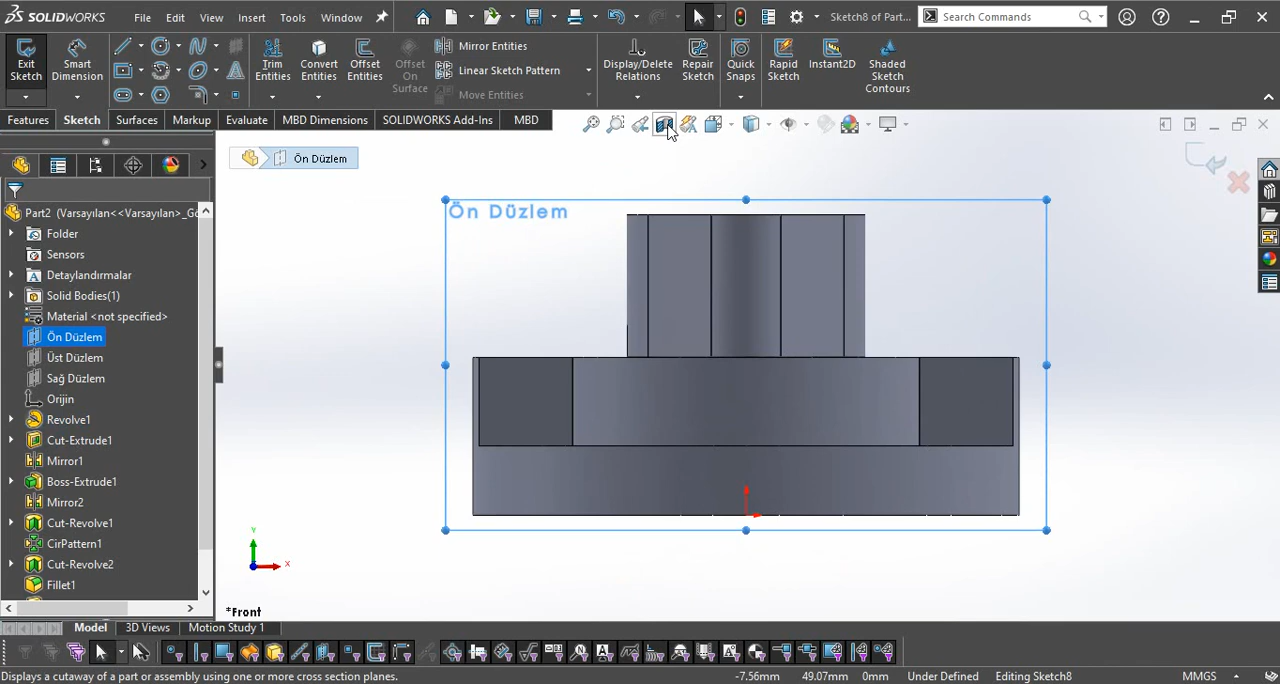 SOLIDWORKS File Edit View Insert Tools Window Sketch8 of Part... Search Commands
Exit Sketch Smart Dimension Trim Entities Convert Entities Offset Entities Offset On Surface Mirror Entities Linear Sketch Pattern Move Entities Display/Delete Relations Repair Sketch Quick Snaps Rapid Sketch Instant2D Shaded Sketch Contours
Features Sketch Surfaces Markup Evaluate MBD Dimensions SOLIDWORKS Add-Ins MBD
Ön Düzlem
Ön Düzlem
Part2 (Varsayılan<<Varsayılan>_Gö
Folder
Sensors
Detaylandırmalar
Solid Bodies(1)
Material <not specified>
Ön Düzlem
Üst Düzlem
Sağ Düzlem
Orijin
Revolve1
Cut-Extrude1
Mirror1
Boss-Extrude1
Mirror2
Cut-Revolve1
CirPattern1
Cut-Revolve2
Fillet1
Y
X
*Front
Model 3D Views Motion Study 1
Displays a cutaway of a part or assembly using one or more cross section planes. -7.56mm 49.07mm 0mm Under Defined Editing Sketch8 MMGS